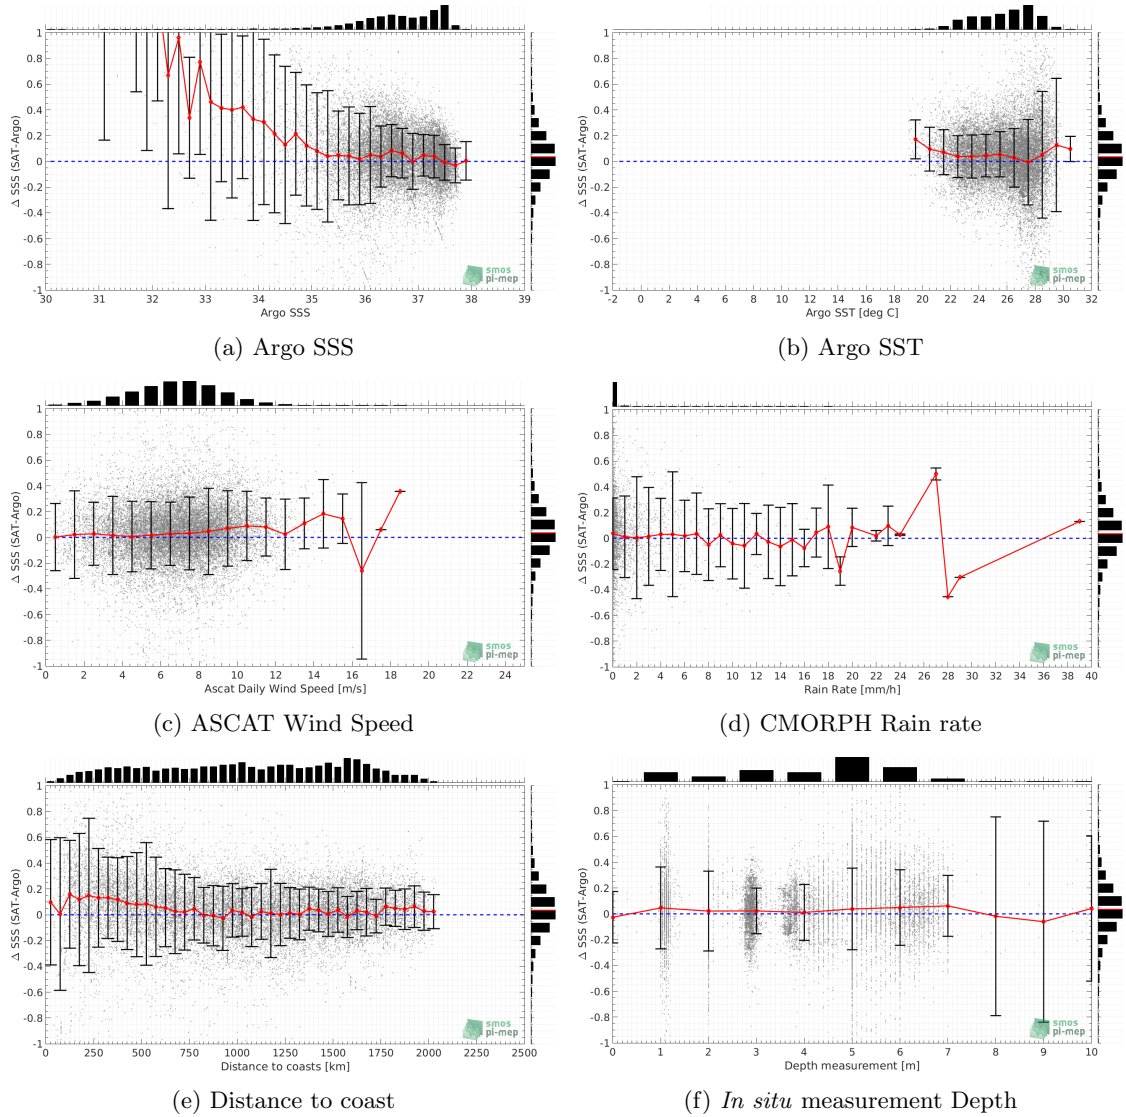 1
0.8
0.6
0.4
0.2
0
-0.2
-0.4
-0.6
-0.8
-1
Δ SSS (SAT-Argo)
30 31 32 33 34 35 36 37 38 39
Argo SSS
smos
pi-mep
(a) Argo SSS
1
0.8
0.6
0.4
0.2
0
-0.2
-0.4
-0.6
-0.8
-1
Δ SSS (SAT-Argo)
-2 0 2 4 6 8 10 12 14 16 18 20 22 24 26 28 30 32
Argo SST [deg C]
smos
pi-mep
(b) Argo SST
1
0.8
0.6
0.4
0.2
0
-0.2
-0.4
-0.6
-0.8
-1
Δ SSS (SAT-Argo)
0 2 4 6 8 10 12 14 16 18 20 22 24
Ascat Daily Wind Speed [m/s]
smos
pi-mep
(c) ASCAT Wind Speed
1
0.8
0.6
0.4
0.2
0
-0.2
-0.4
-0.6
-0.8
-1
Δ SSS (SAT-Argo)
0 2 4 6 8 10 12 14 16 18 20 22 24 26 28 30 32 34 36 38 40
Rain Rate [mm/h]
smos
pi-mep
(d) CMORPH Rain rate
1
0.8
0.6
0.4
0.2
0
-0.2
-0.4
-0.6
-0.8
-1
Δ SSS (SAT-Argo)
0 250 500 750 1000 1250 1500 1750 2000 2250 2500
Distance to coasts [km]
smos
pi-mep
(e) Distance to coast
1
0.8
0.6
0.4
0.2
0
-0.2
-0.4
-0.6
-0.8
-1
Δ SSS (SAT-Argo)
0 1 2 3 4 5 6 7 8 9 10
Depth measurement [m]
smos
pi-mep
(f) In situ measurement Depth